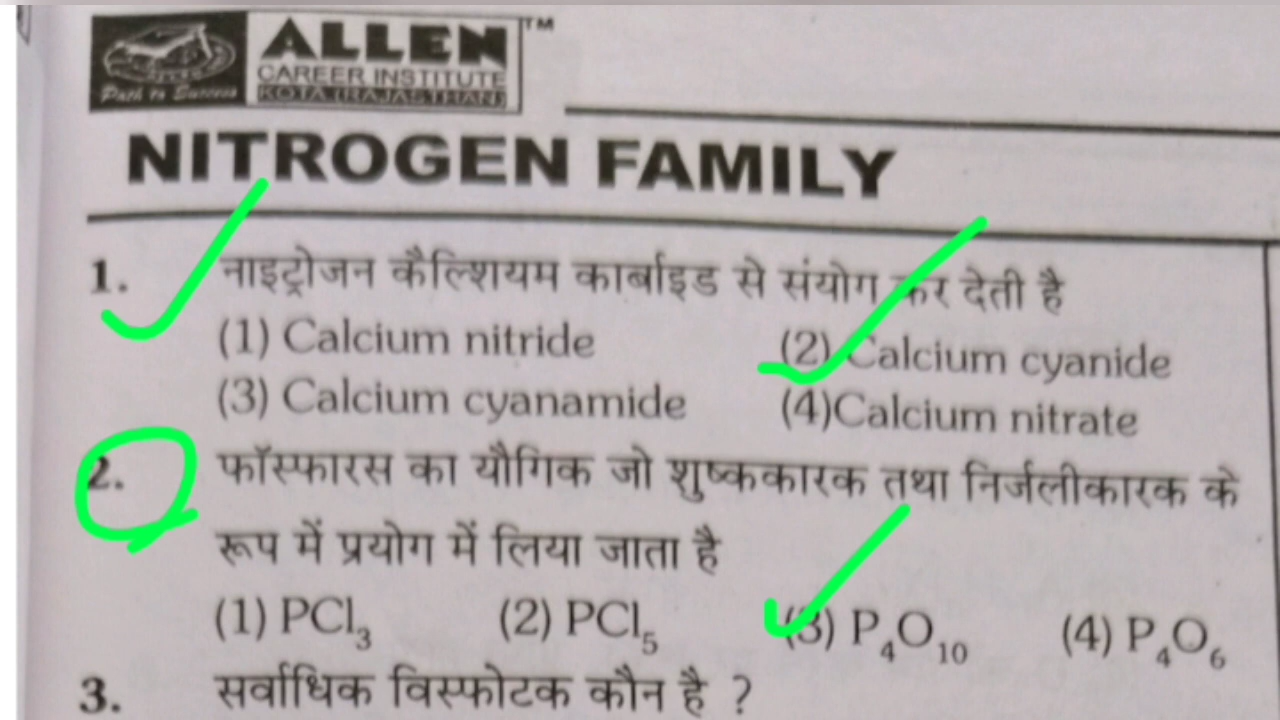 ALLEN™
CAREER INSTITUTE
KOTA (RAJASTHAN)
Path to Success
NITROGEN FAMILY
1. नाइट्रोजन कैल्शियम कार्बाइड से संयोग कर देती है
(1) Calcium nitride (2) Calcium cyanide
(3) Calcium cyanamide (4)Calcium nitrate
2. फॉस्फारस का यौगिक जो शुष्ककारक तथा निर्जलीकारक के
रूप में प्रयोग में लिया जाता है
(1) PCl₃ (2) PCl₅ (3) P₄O₁₀ (4) P₄O₆
3. सर्वाधिक विस्फोटक कौन है ?